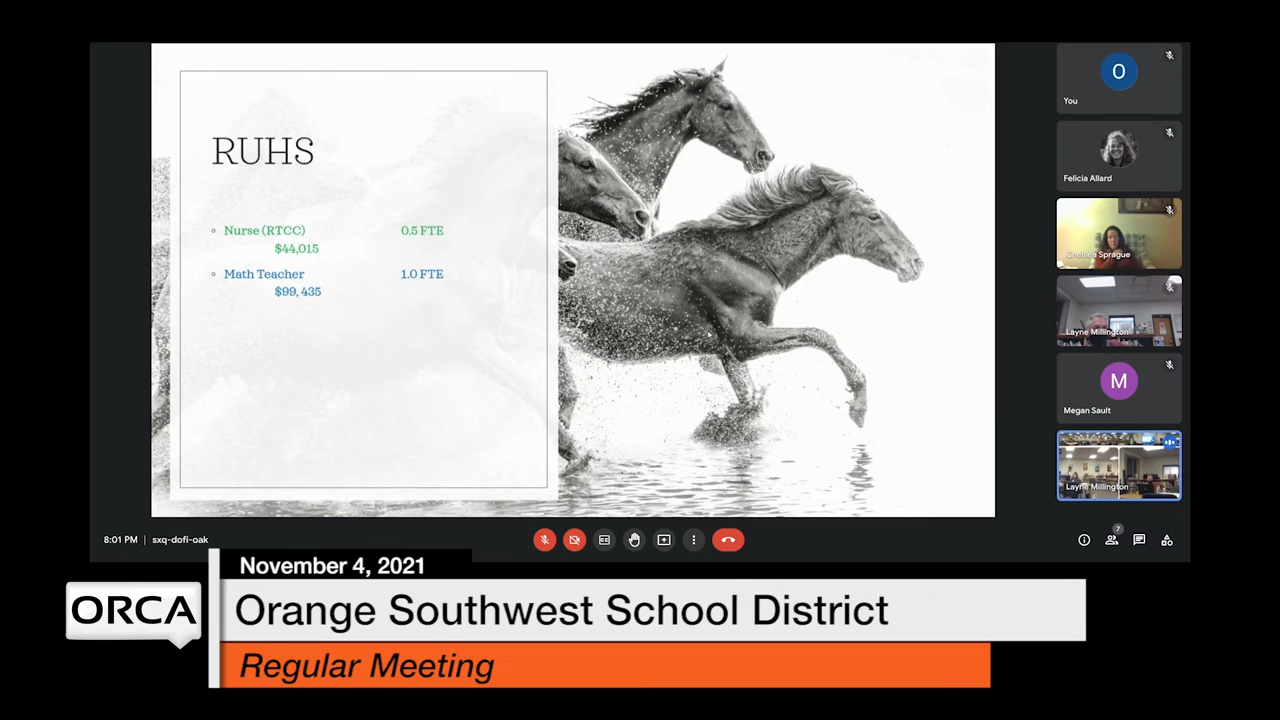 RUHS
Nurse (RTCC) 0.5 FTE
$44,015
Math Teacher 1.0 FTE
$99, 435
O
You
Felicia Allard
Chelsea Sprague
Layne Millington
M
Megan Sault
Layne Millington
8:01 PM | sxq-dofi-oak
7
November 4, 2021
ORCA
Orange Southwest School District
Regular Meeting